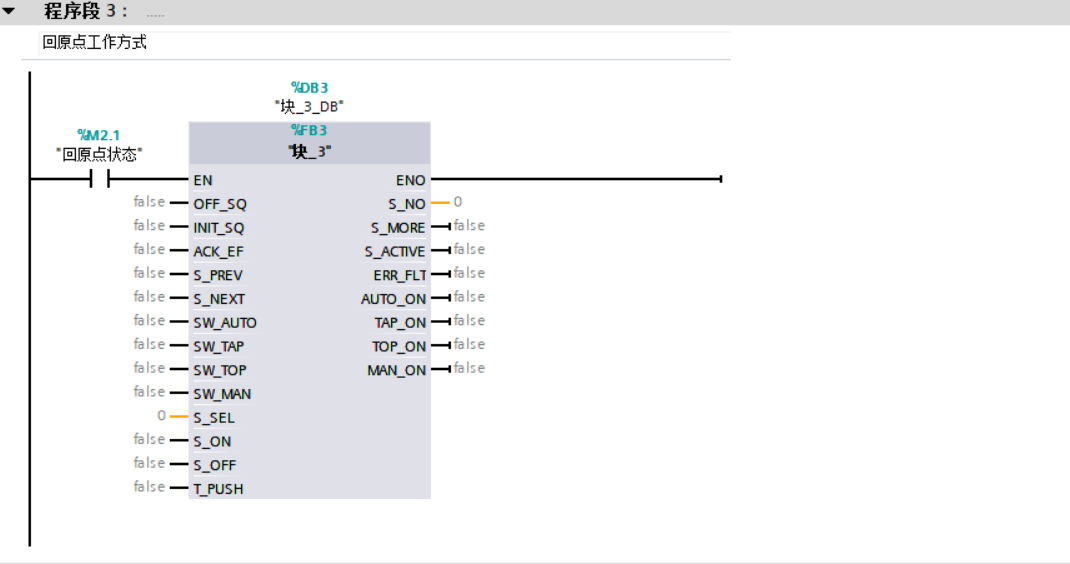 程序段 3： .....
回原点工作方式
%DB3
"块_3_DB"
%M2.1
"回原点状态"
%FB3
"块_3"
EN ENO
false OFF_SQ S_NO 0
false INIT_SQ S_MORE false
false ACK_EF S_ACTIVE false
false S_PREV ERR_FLT false
false S_NEXT AUTO_ON false
false SW_AUTO TAP_ON false
false SW_TAP TOP_ON false
false SW_TOP MAN_ON false
false SW_MAN
0 S_SEL
false S_ON
false S_OFF
false T_PUSH